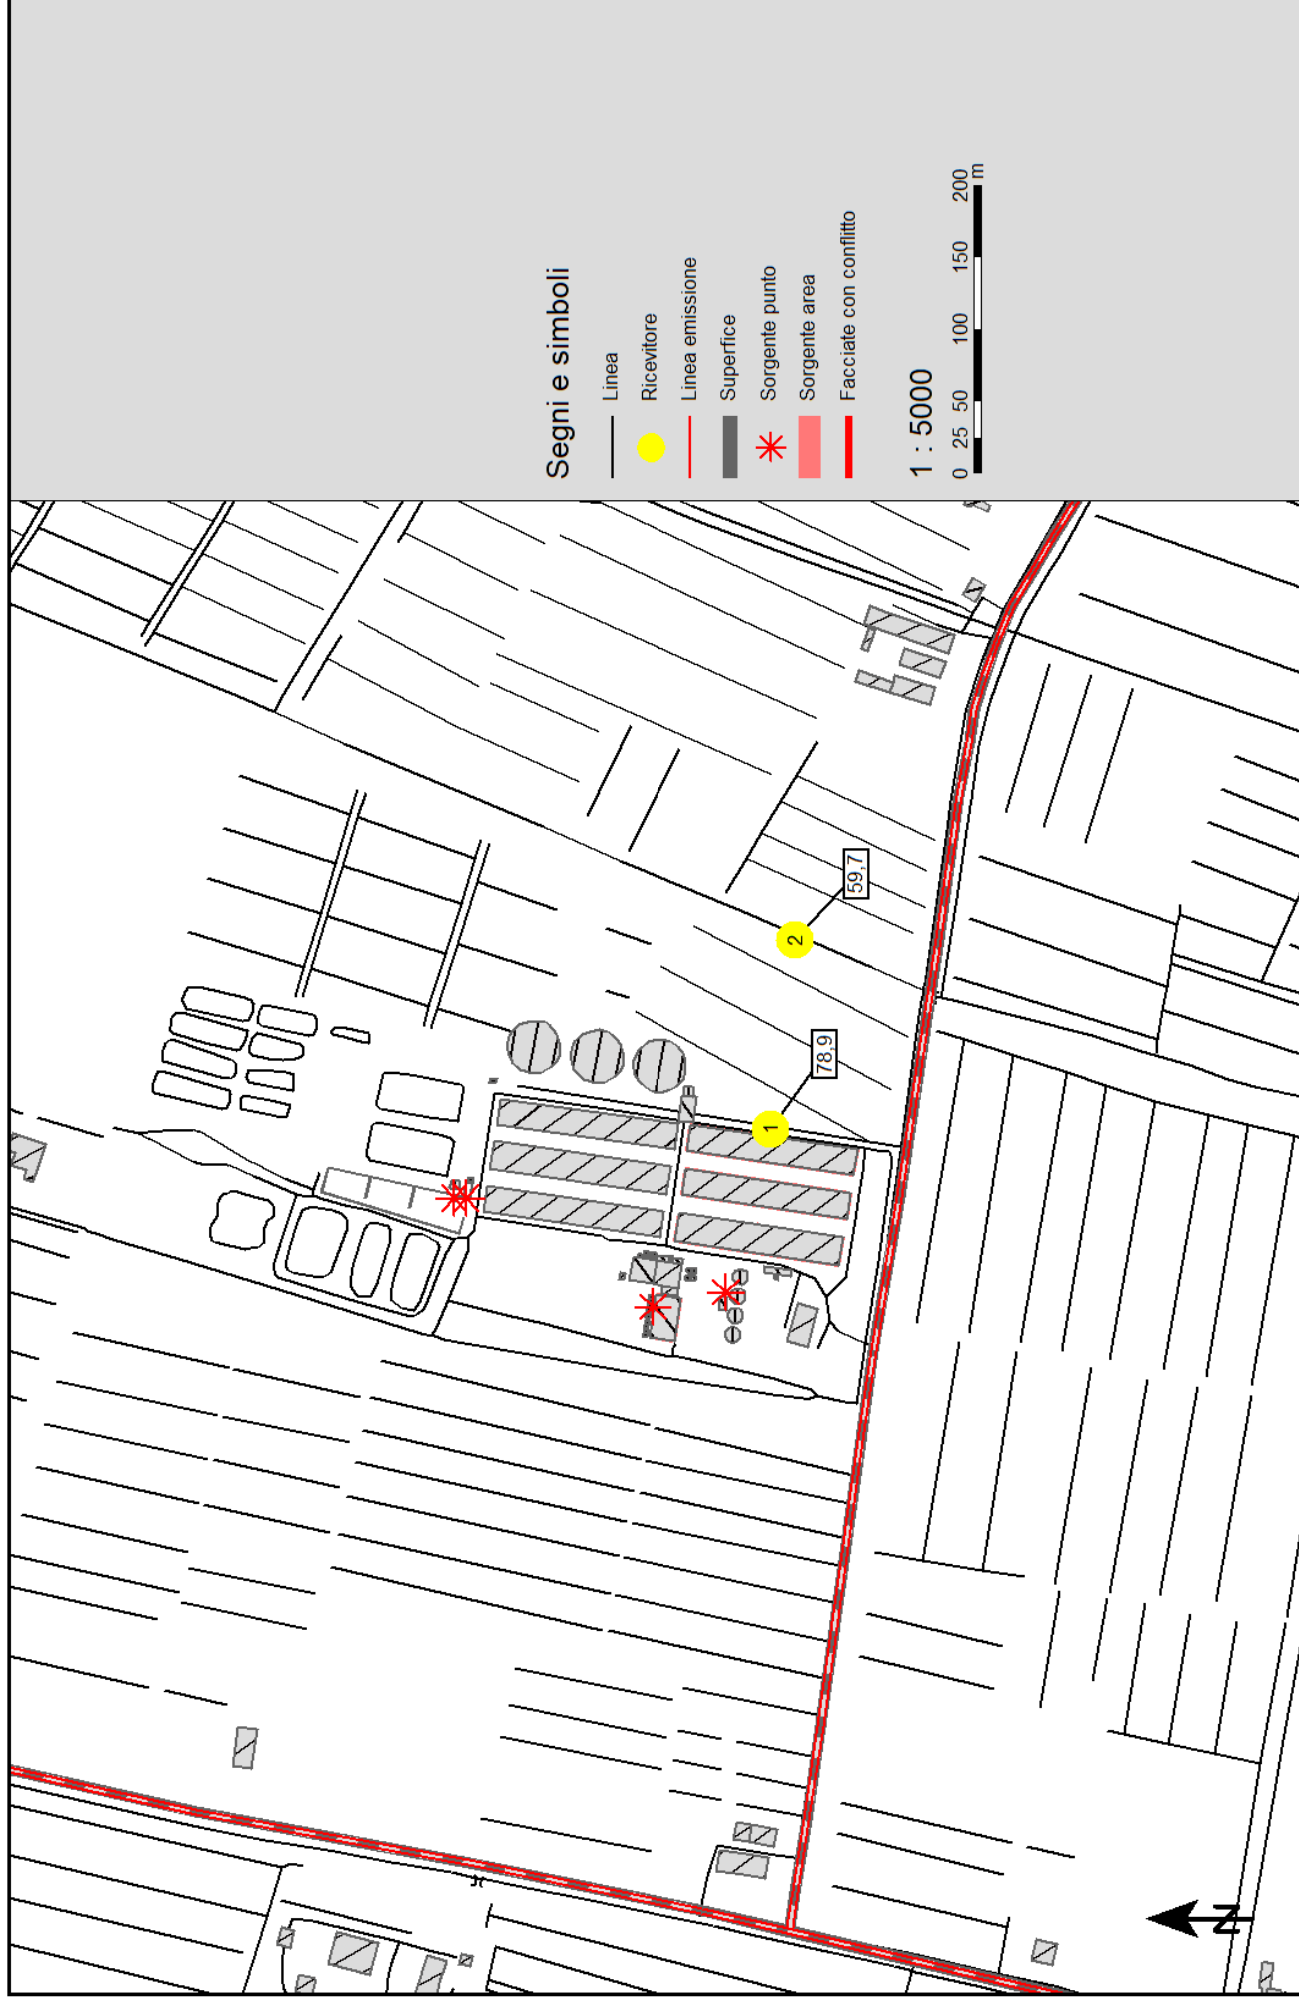 Segni e simboli
Linea
Ricevitore
Linea emissione
Superfice
Sorgente punto
Sorgente area
Facciate con conflitto
1 : 5000
0 25 50 100 150 200
m
1
78,9
2
59,7
N